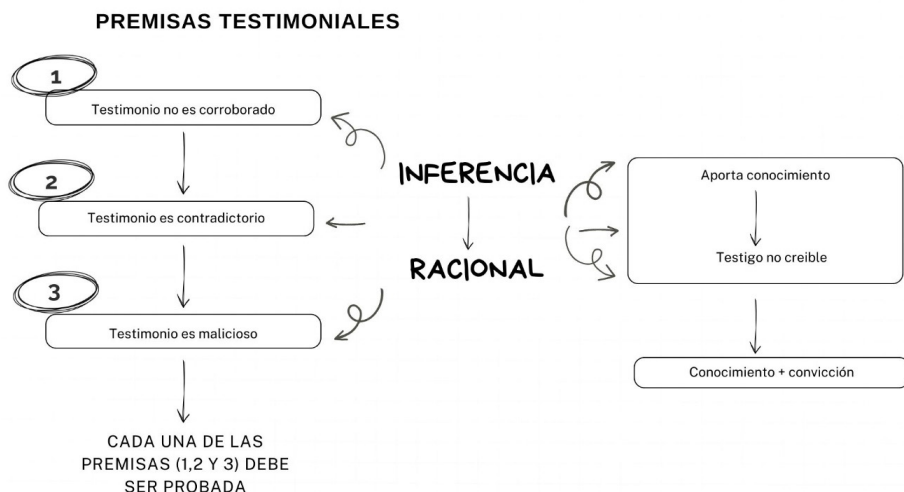 PREMISAS TESTIMONIALES
1
Testimonio no es corroborado
2
Testimonio es contradictorio
3
Testimonio es malicioso
CADA UNA DE LAS
PREMISAS (1,2 Y 3) DEBE
SER PROBADA
INFERENCIA
RACIONAL
Aporta conocimiento
Testigo no creible
Conocimiento + convicción